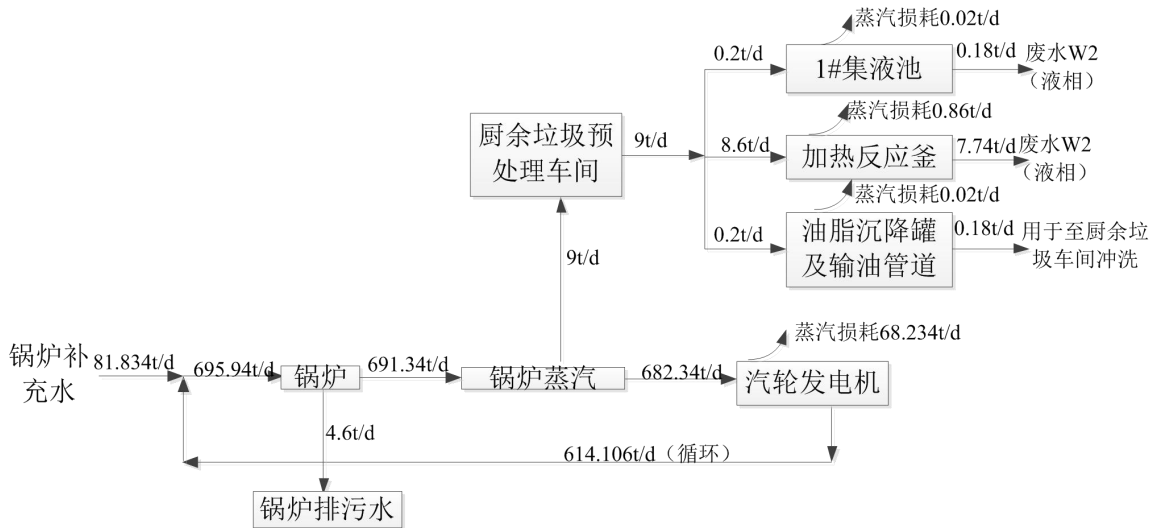 蒸汽损耗0.02t/d
0.2t/d
1#集液池
0.18t/d
废水W2
（液相）
蒸汽损耗0.86t/d
厨余垃圾预
处理车间
9t/d
8.6t/d
加热反应釜
7.74t/d
废水W2
（液相）
蒸汽损耗0.02t/d
0.2t/d
油脂沉降罐
及输油管道
0.18t/d
用于至厨余垃
圾车间冲洗
9t/d
蒸汽损耗68.234t/d
锅炉补
充水
81.834t/d
695.94t/d
锅炉
691.34t/d
锅炉蒸汽
682.34t/d
汽轮发电机
4.6t/d
614.106t/d（循环）
锅炉排污水